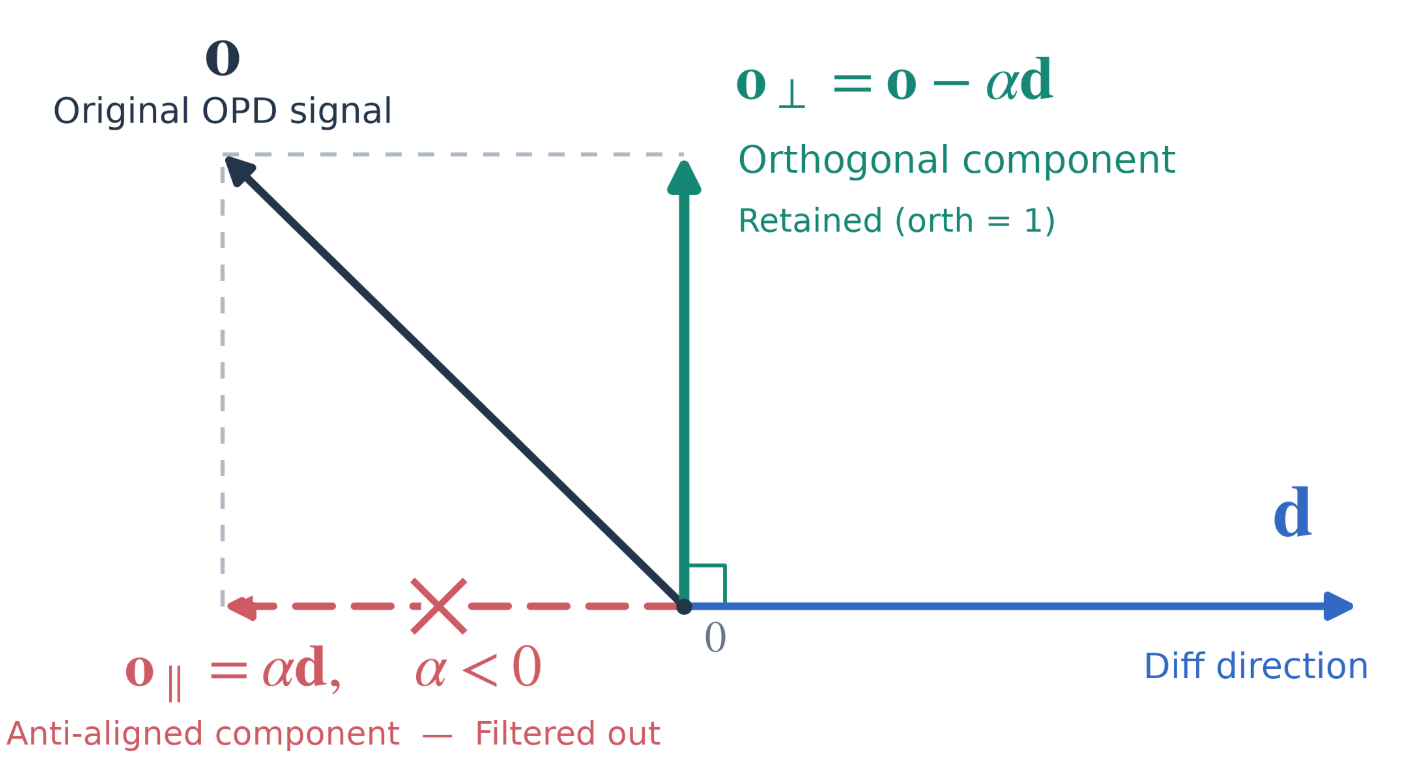 o
Original OPD signal
o⊥ = o − αd
Orthogonal component
Retained (orth = 1)
d
0
Diff direction
o∥ = αd, α < 0
Anti-aligned component — Filtered out